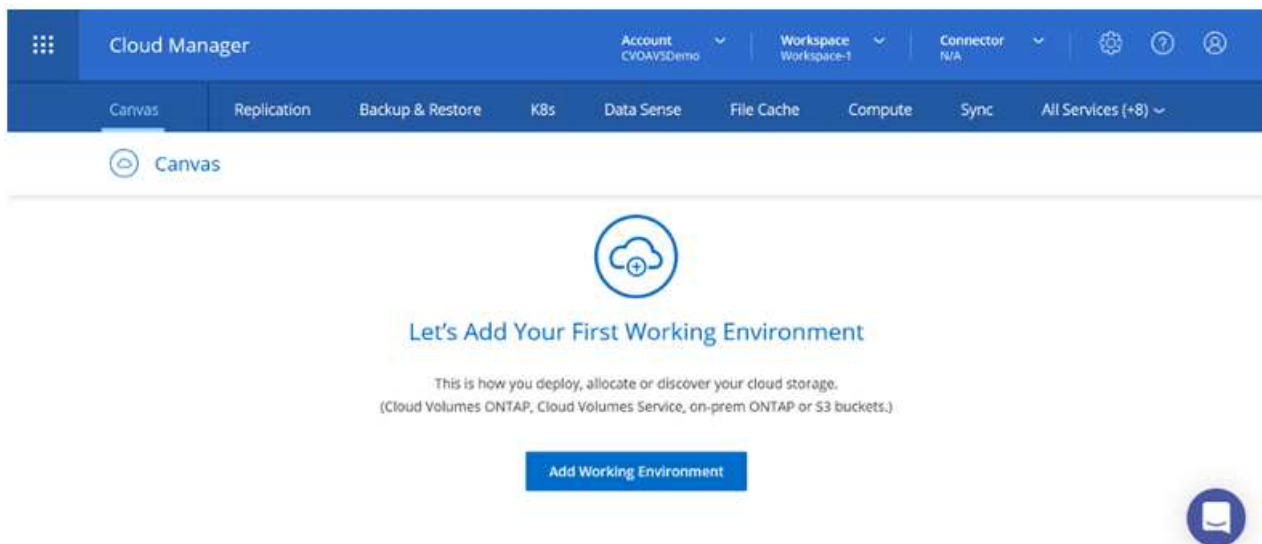 Cloud Manager
Account
CVOAVSDemo
Workspace
Workspace-1
Connector
N/A
Canvas
Replication
Backup & Restore
K8s
Data Sense
File Cache
Compute
Sync
All Services (+8)
Canvas
Let's Add Your First Working Environment
This is how you deploy, allocate or discover your cloud storage.
(Cloud Volumes ONTAP, Cloud Volumes Service, on-prem ONTAP or S3 buckets.)
Add Working Environment